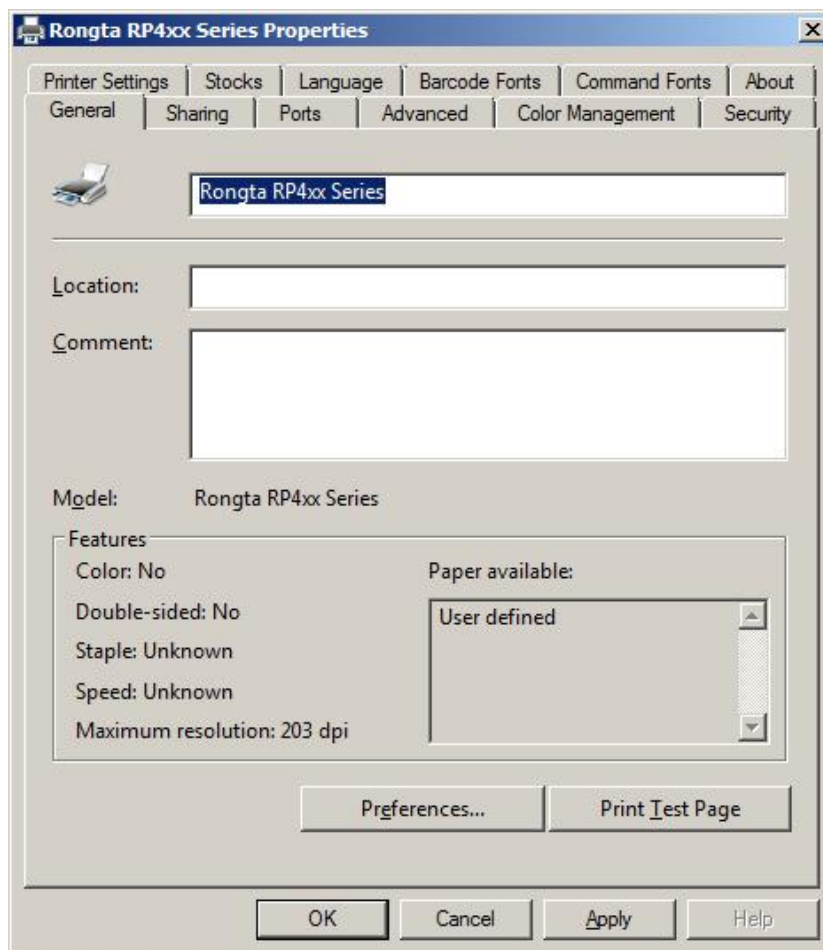 Rongta RP4xx Series Properties
Printer Settings Stocks Language Barcode Fonts Command Fonts About
General Sharing Ports Advanced Color Management Security
Rongta RP4xx Series
Location:
Comment:
Model: Rongta RP4xx Series
Features
Color: No Paper available:
Double-sided: No User defined
Staple: Unknown
Speed: Unknown
Maximum resolution: 203 dpi
Preferences... Print Test Page
OK Cancel Apply Help